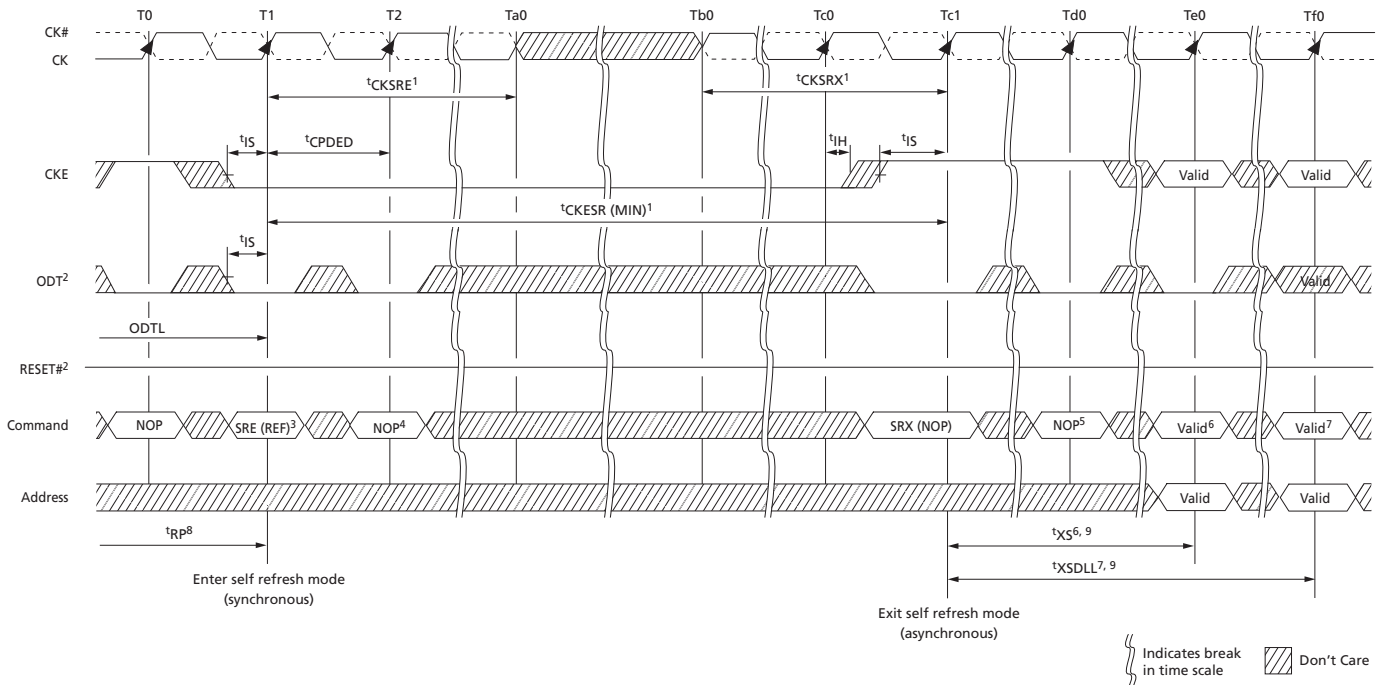 T0 T1 T2 Ta0 Tb0 Tc0 Tc1 Td0 Te0 Tf0
CK#
CK
tCKSRE1 tCKSRX1
tIS tCPDED tIH tIS
CKE Valid Valid
tCKESR (MIN)1
tIS
ODT2 Valid
ODTL
RESET#2
Command NOP SRE (REF)3 NOP4 SRX (NOP) NOP5 Valid6 Valid7
Address Valid Valid
tRP8 tXS6, 9
Enter self refresh mode
(synchronous)
tXSDLL7, 9
Exit self refresh mode
(asynchronous)
Indicates break
in time scale
Don't Care